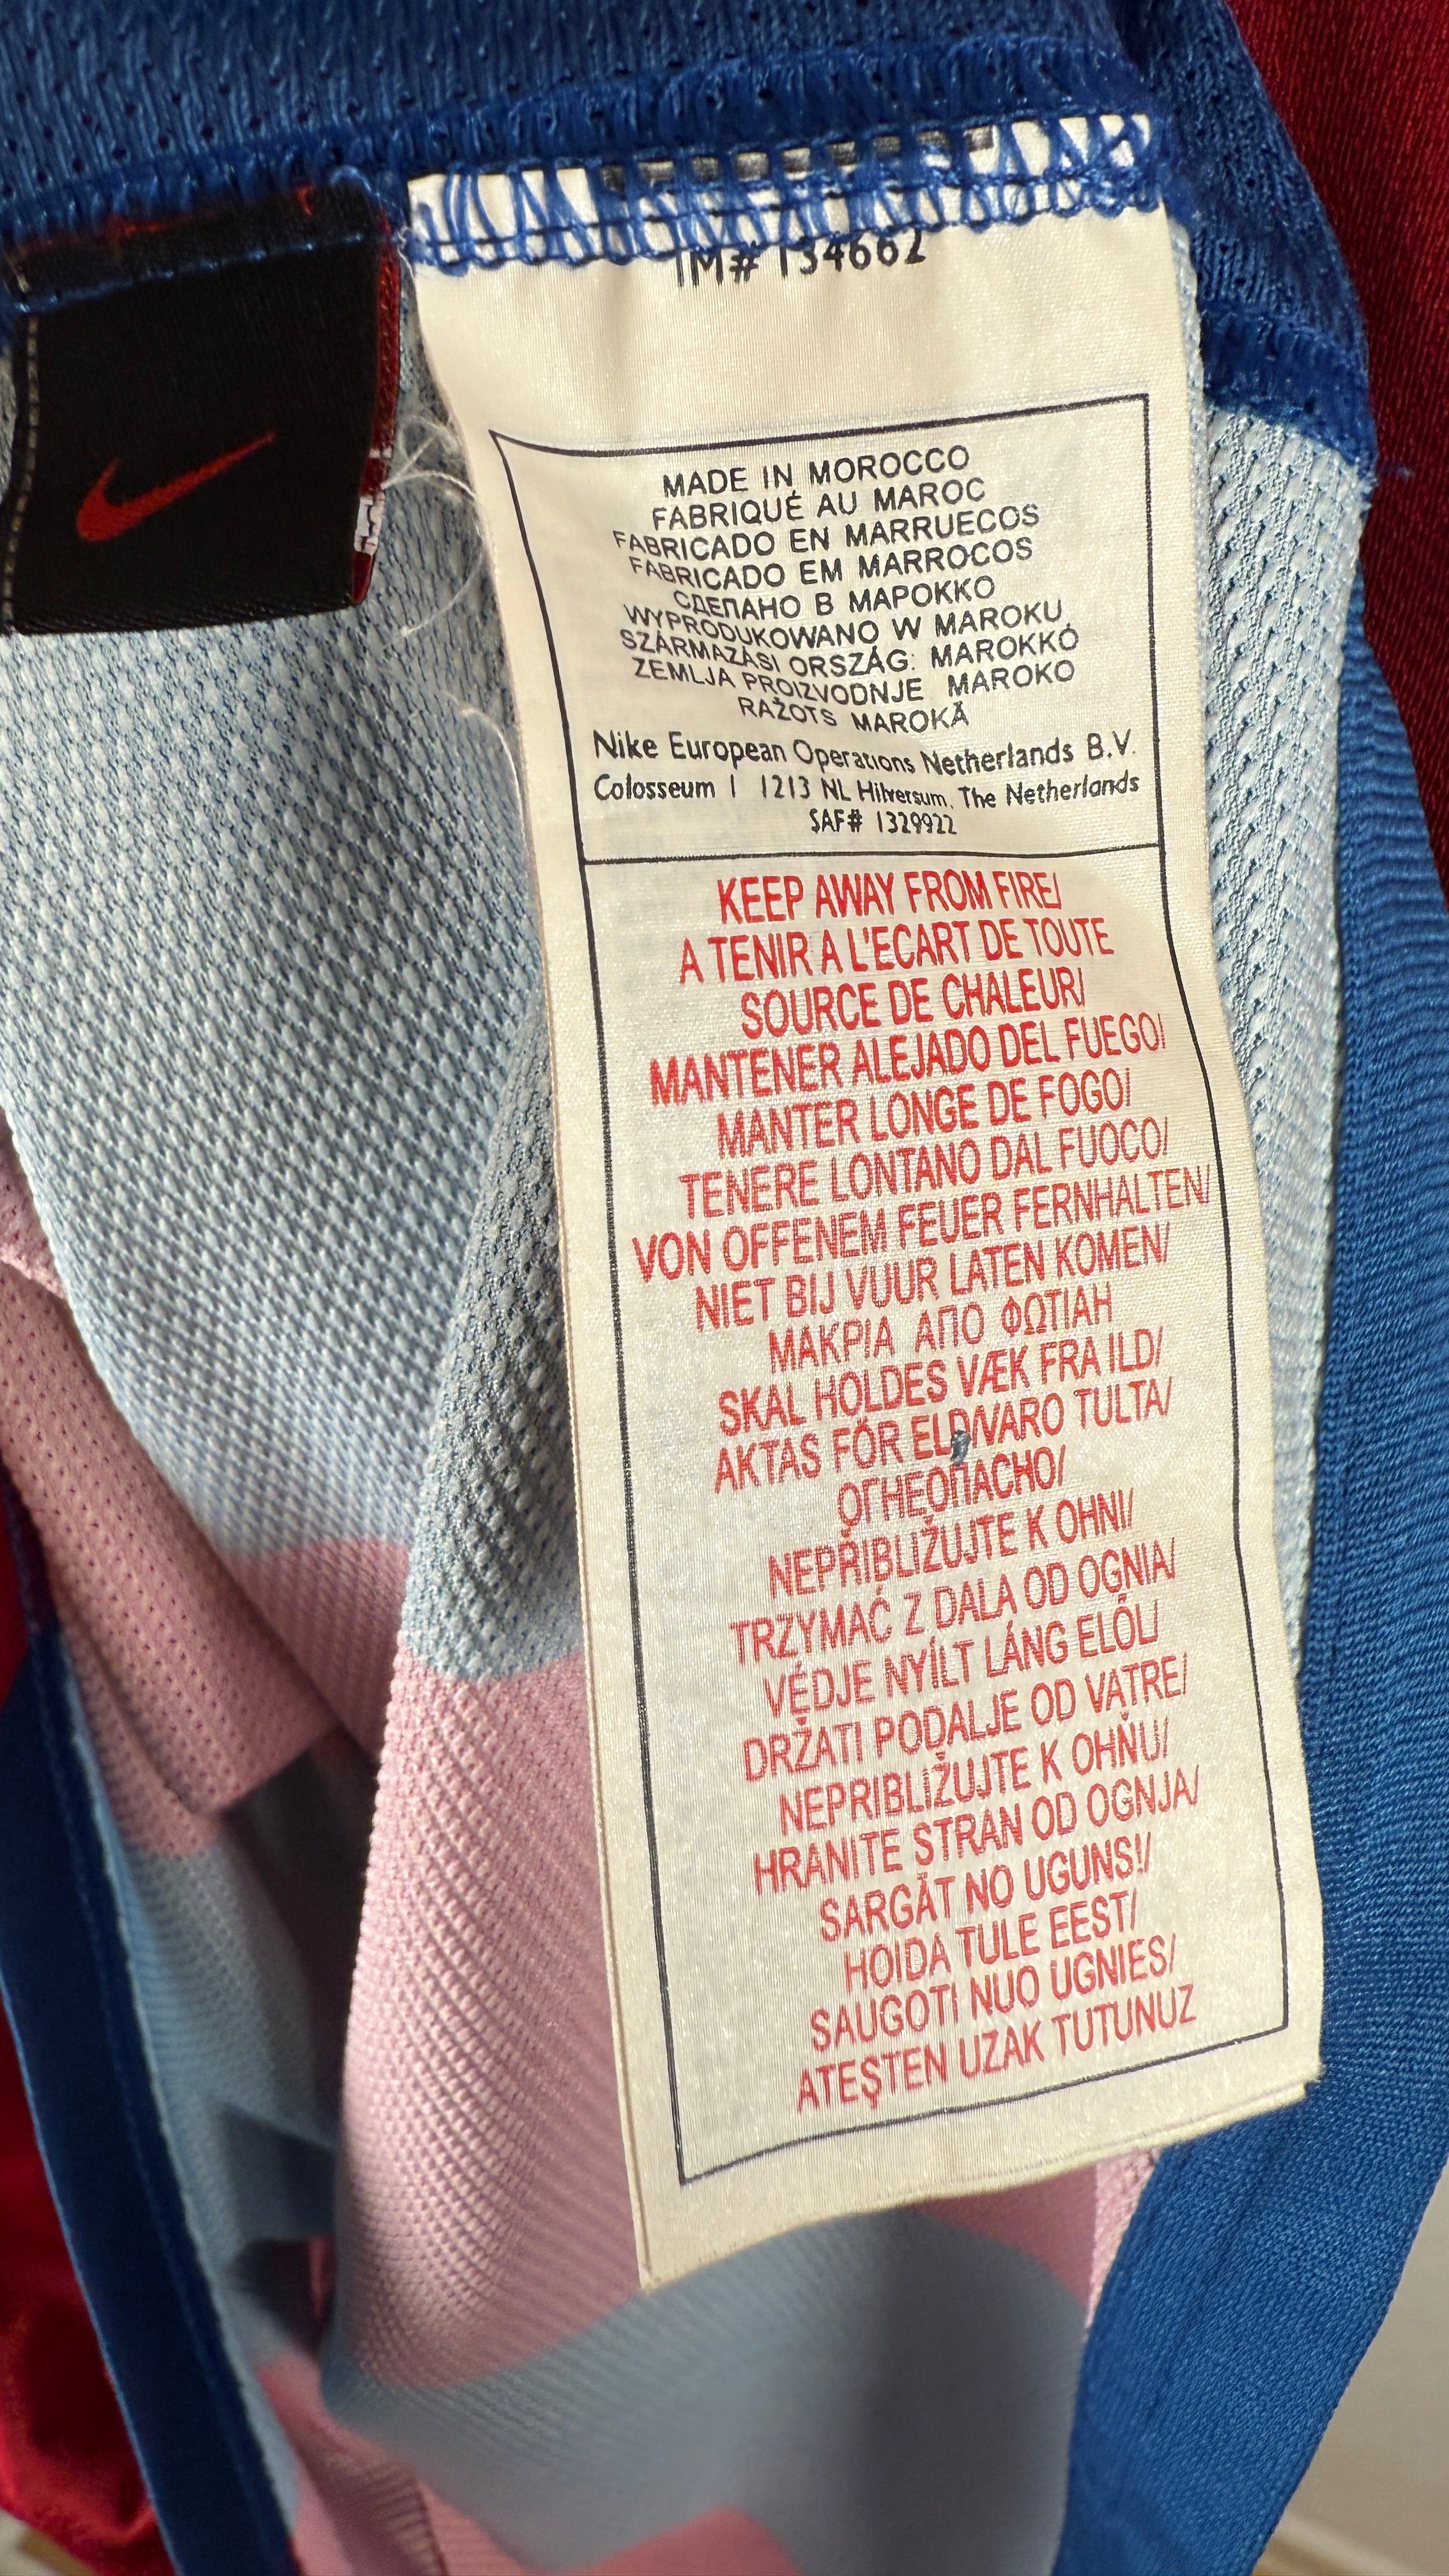 IM# 134662
MADE IN MOROCCO
FABRIQUÉ AU MAROC
FABRICADO EN MARRUECOS
FABRICADO EM MARROCOS
СДЕЛАНО В МАРОККО
WYPRODUKOWANO W MAROKU
SZÁRMAZÁSI ORSZÁG: MAROKKÓ
ZEMLJA PROIZVODNJE MAROKO
RAŽOTS MAROKĀ
Nike European Operations Netherlands B.V.
Colosseum 1 1213 NL Hilversum, The Netherlands
SAF# 1329922
KEEP AWAY FROM FIRE/
A TENIR A L'ECART DE TOUTE
SOURCE DE CHALEUR/
MANTENER ALEJADO DEL FUEGO/
MANTER LONGE DE FOGO/
TENERE LONTANO DAL FUOCO/
VON OFFENEM FEUER FERNHALTEN/
NIET BIJ VUUR LATEN KOMEN/
ΜΑΚΡΙΑ ΑΠΟ ΦΩΤΙΑΗ
SKAL HOLDES VÆK FRA ILD/
AKTAS FÖR ELD/VARO TULTA/
ОГНЕОПАСНО/
NEPŘIBLIŽUJTE K OHNI/
TRZYMAĆ Z DALA OD OGNIA/
VÉDJE NYÍLT LÁNG ELŐL/
DRŽATI PODALJE OD VATRE/
NEPRIBLIŽUJTE K OHŇU/
HRANITE STRAN OD OGNJA/
SARGĀT NO UGUNS!/
HOIDA TULE EEST/
SAUGOTI NUO UGNIES/
ATEŞTEN UZAK TUTUNUZ